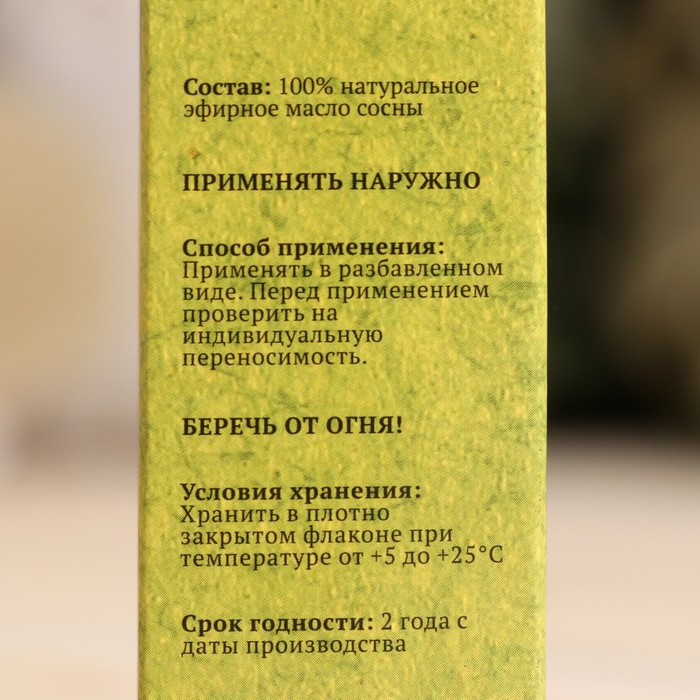 Состав: 100% натуральное
эфирное масло сосны
ПРИМЕНЯТЬ НАРУЖНО
Способ применения:
Применять в разбавленном
виде. Перед применением
проверить на
индивидуальную
переносимость.
БЕРЕЧЬ ОТ ОГНЯ!
Условия хранения:
Хранить в плотно
закрытом флаконе при
температуре от +5 до +25°С
Срок годности: 2 года с
даты производства